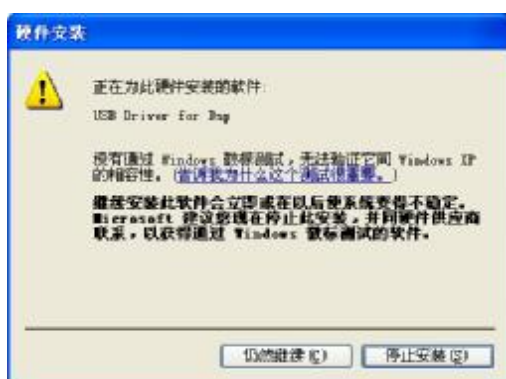 硬件安装
正在为此硬件安装的软件:
USB Driver for Bup
没有通过 Windows 徽标测试，无法验证它同 Windows XP
的相容性。(告诉我为什么这个测试很重要。)
继续安装此软件会立即或在以后使系统变得不稳定。
Microsoft 建议您现在停止此安装，并同硬件供应商
联系，以获得通过 Windows 徽标测试的软件。
仍然继续(C) 停止安装(S)